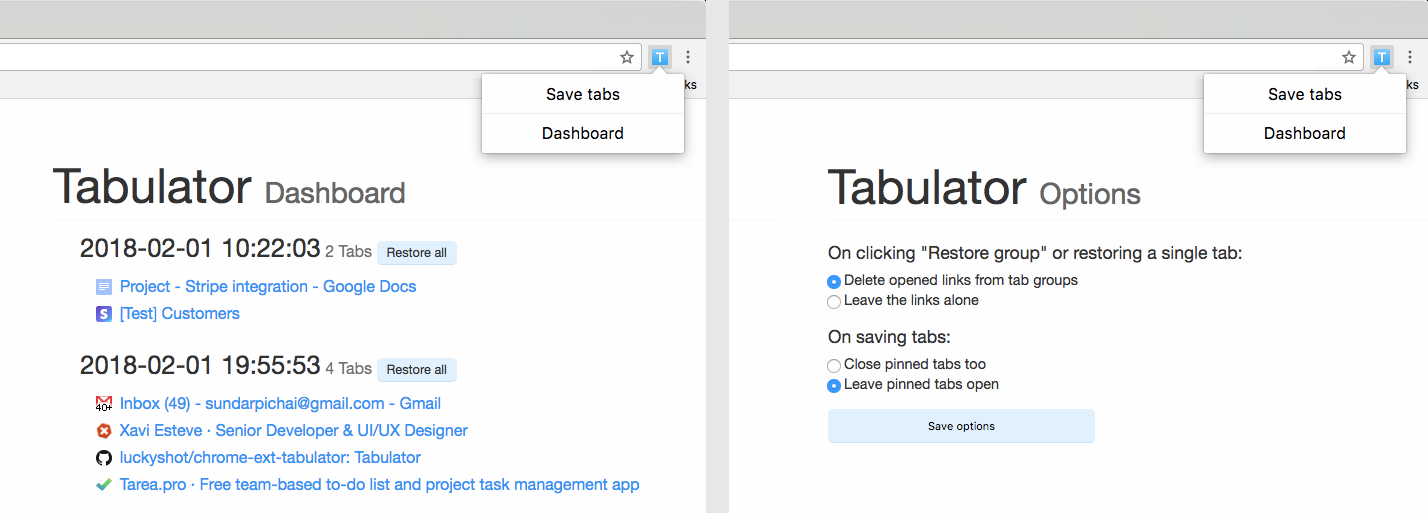 T
ks
Save tabs
Dashboard
Tabulator Dashboard
2018-02-01 10:22:03 2 Tabs Restore all
Project - Stripe integration - Google Docs
S [Test] Customers
2018-02-01 19:55:53 4 Tabs Restore all
40+ Inbox (49) - sundarpichai@gmail.com - Gmail
Xavi Esteve · Senior Developer & UI/UX Designer
luckyshot/chrome-ext-tabulator: Tabulator
Tarea.pro · Free team-based to-do list and project task management app
T
ks
Save tabs
Dashboard
Tabulator Options
On clicking "Restore group" or restoring a single tab:
Delete opened links from tab groups
Leave the links alone
On saving tabs:
Close pinned tabs too
Leave pinned tabs open
Save options